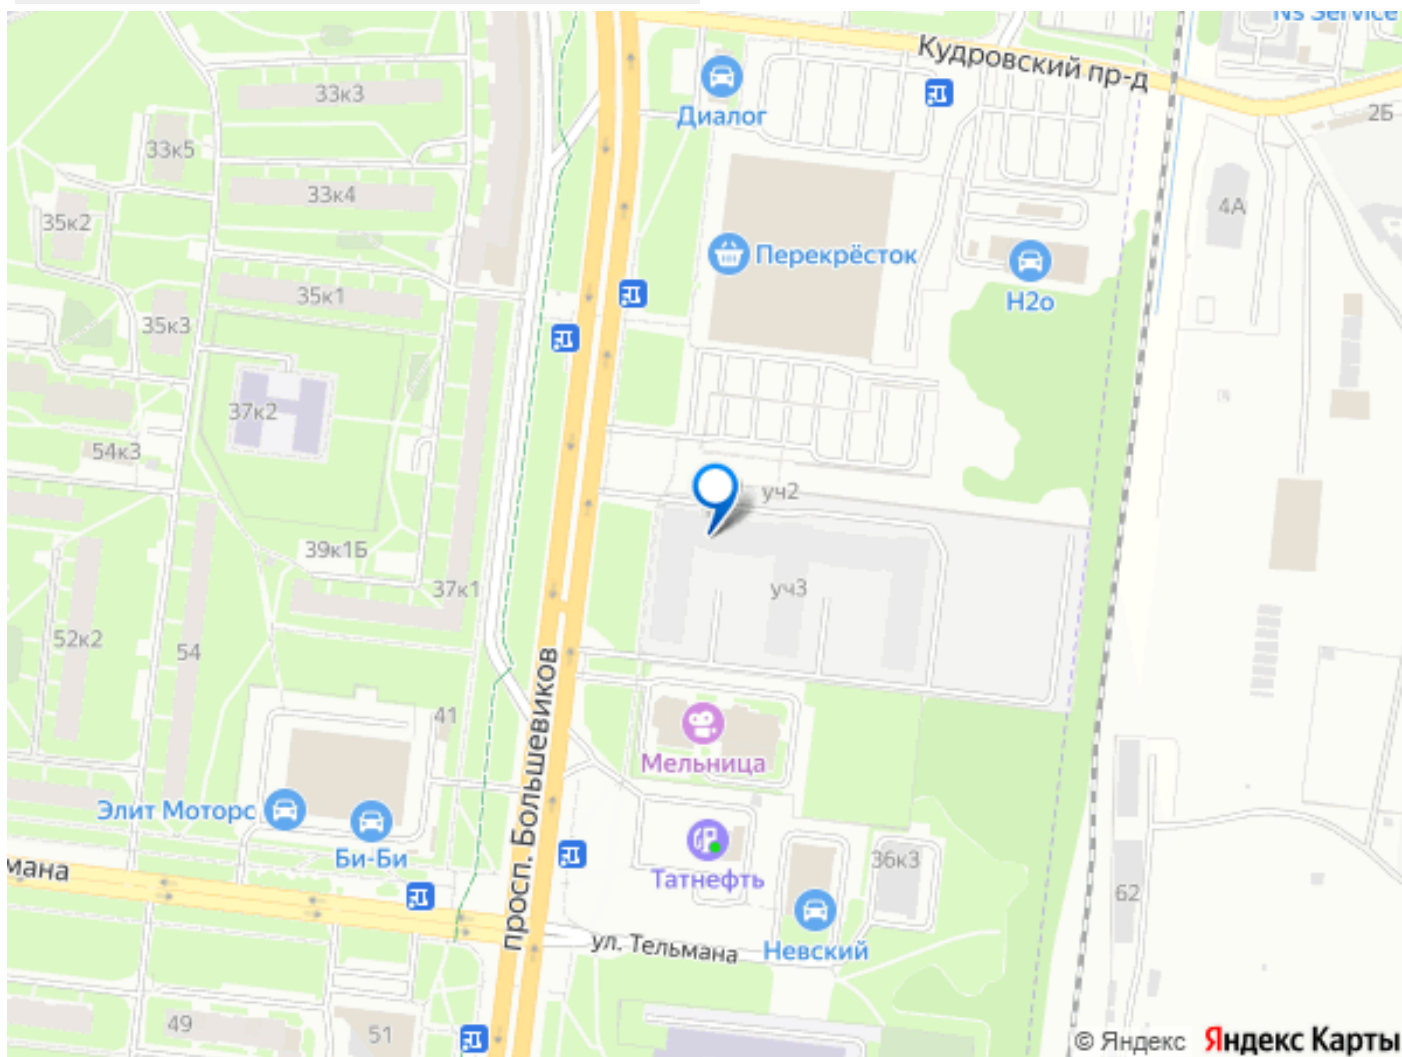 Ns Service
Кудровский пр-д
2Б
33к3
Диалог
33к5
33к4
4А
35к2
Перекрёсток
35к1
Н2о
35к3
37к2
54к3
уч2
39к1Б
37к1
уч3
52к2
54
просп. Большевиков
41
Мельница
Элит Моторс
Би-Би
Татнефть
36к3
мана
62
ул. Тельмана
Невский
49
51
© Яндекс
Яндекс Карты